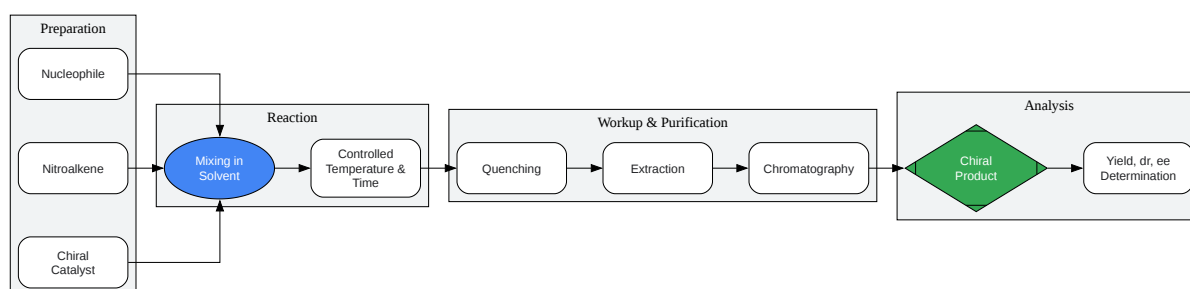 Preparation
Nucleophile
Nitroalkene
Chiral
Catalyst
Reaction
Mixing in
Solvent
Controlled
Temperature &
Time
Workup & Purification
Quenching
Extraction
Chromatography
Analysis
Chiral
Product
Yield, dr, ee
Determination